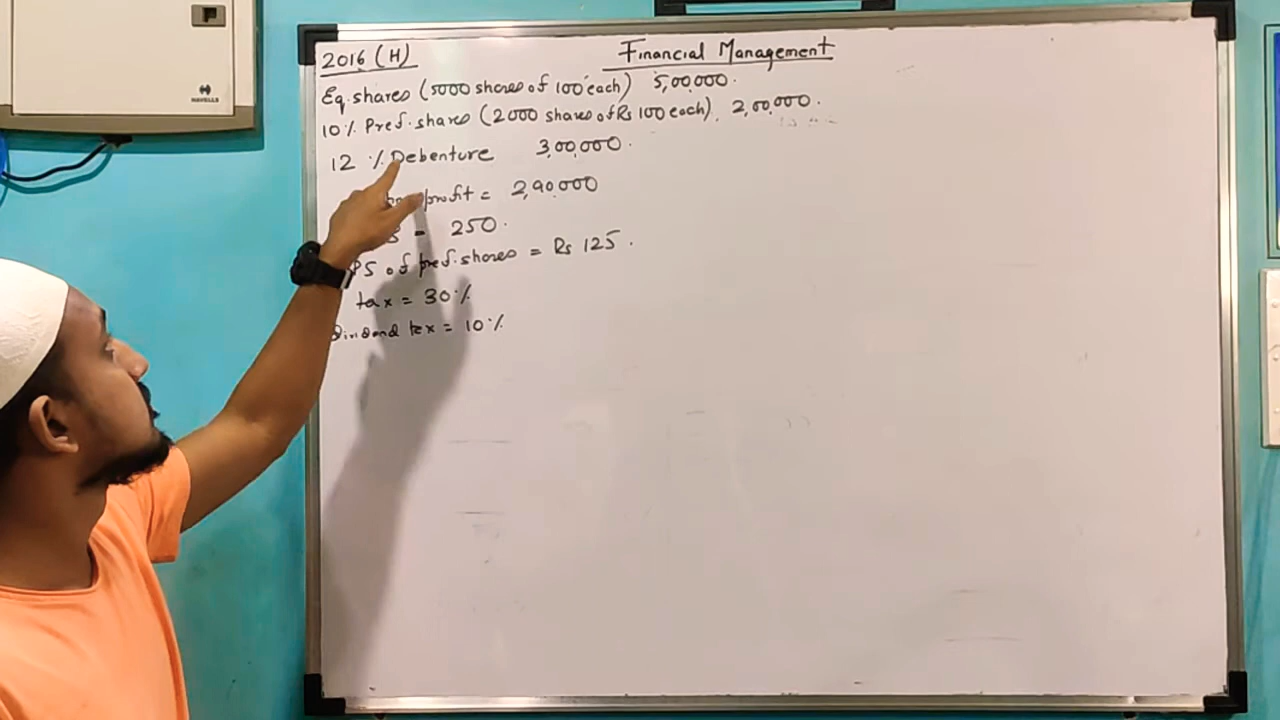 HAVELLS
2016 (H)
Financial Management
Eq. shares (5000 shares of 100 each) 5,00,000.
10% Pref. shares (2000 shares of Rs 100 each). 2,00,000.
12 % Debenture 3,00,000.
profit = 2,90,000
= 250.
PS of pref. shares = Rs 125.
tax = 30%
Dividend tax = 10%